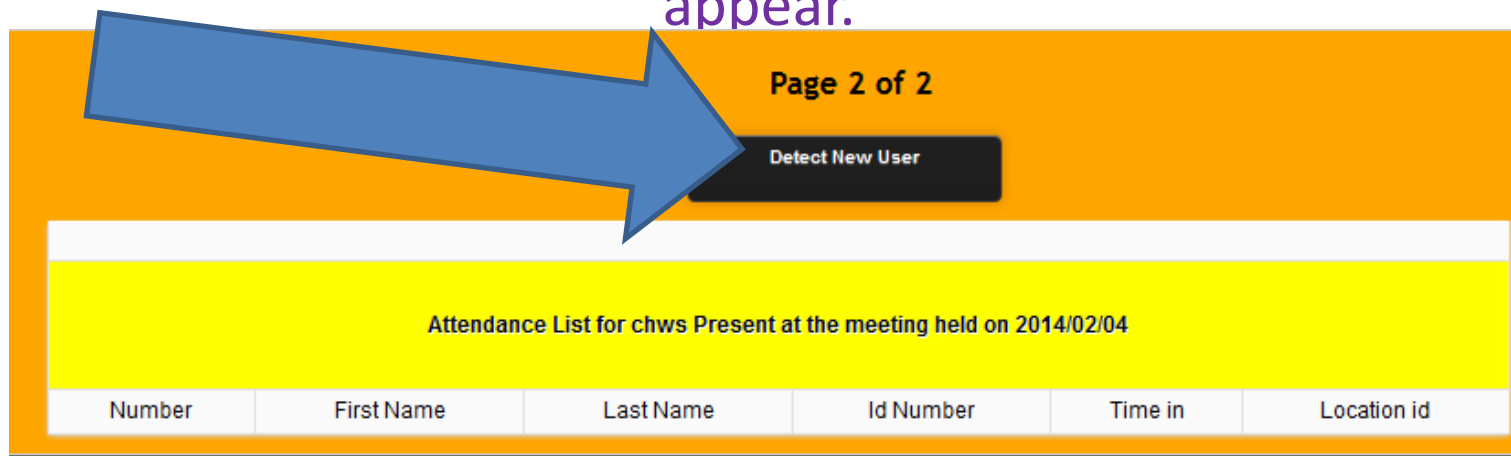 appear.
Page 2 of 2
Detect New User
Attendance List for chws Present at the meeting held on 2014/02/04
Number First Name Last Name Id Number Time in Location id